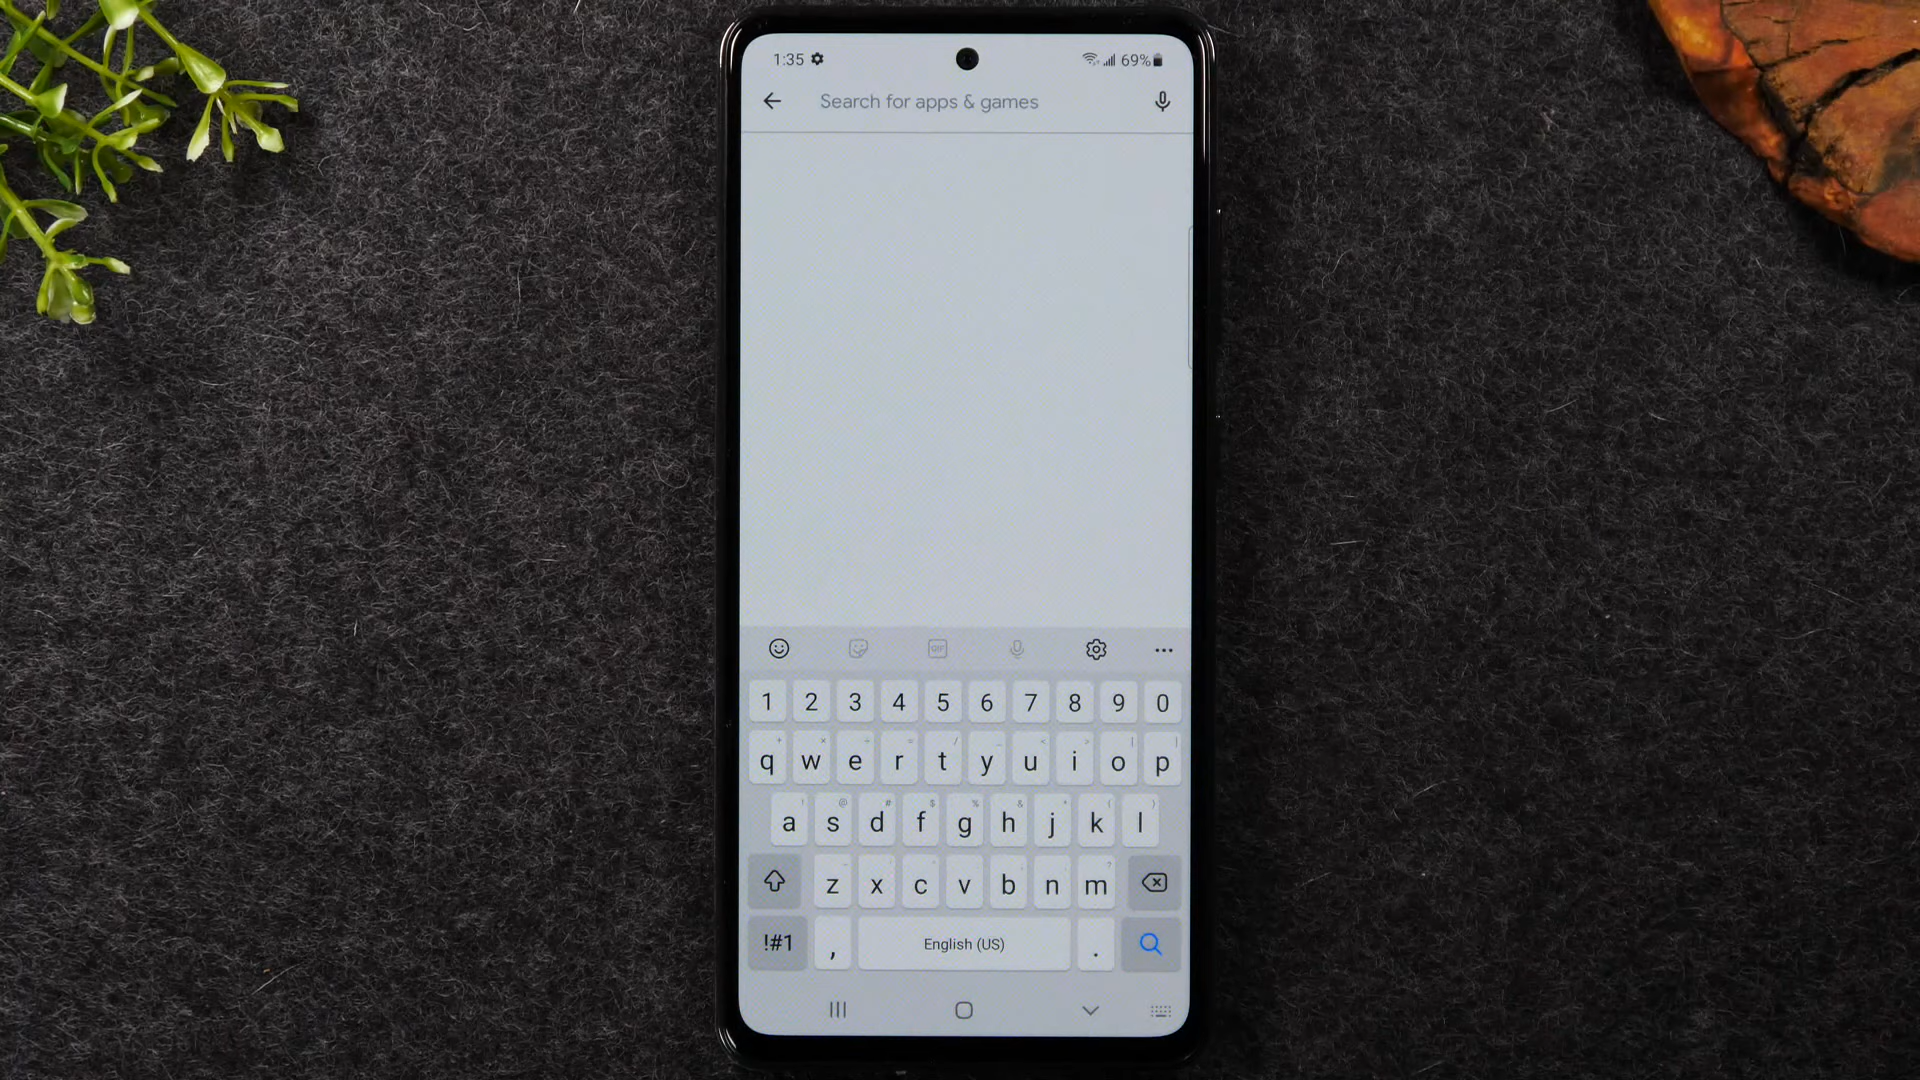 1:35 69%
Search for apps & games
GIF
1 2 3 4 5 6 7 8 9 0
q w e r t y u i o p
a s d f g h j k l
z x c v b n m
!#1 , English (US) .